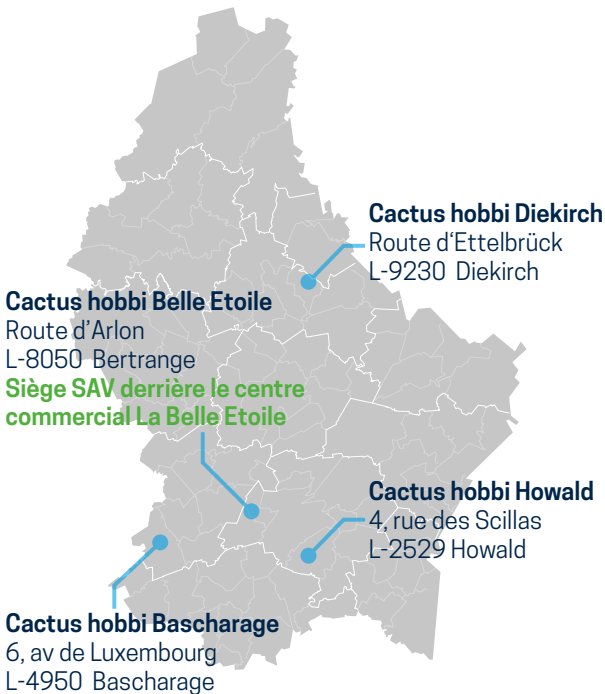 Cactus hobbi Diekirch
Route d‘Ettelbrück
L-9230 Diekirch
Cactus hobbi Belle Etoile
Route d’Arlon
L-8050 Bertrange
Siège SAV derrière le centre
commercial La Belle Etoile
Cactus hobbi Howald
4, rue des Scillas
L-2529 Howald
Cactus hobbi Bascharage
6, av de Luxembourg
L-4950 Bascharage